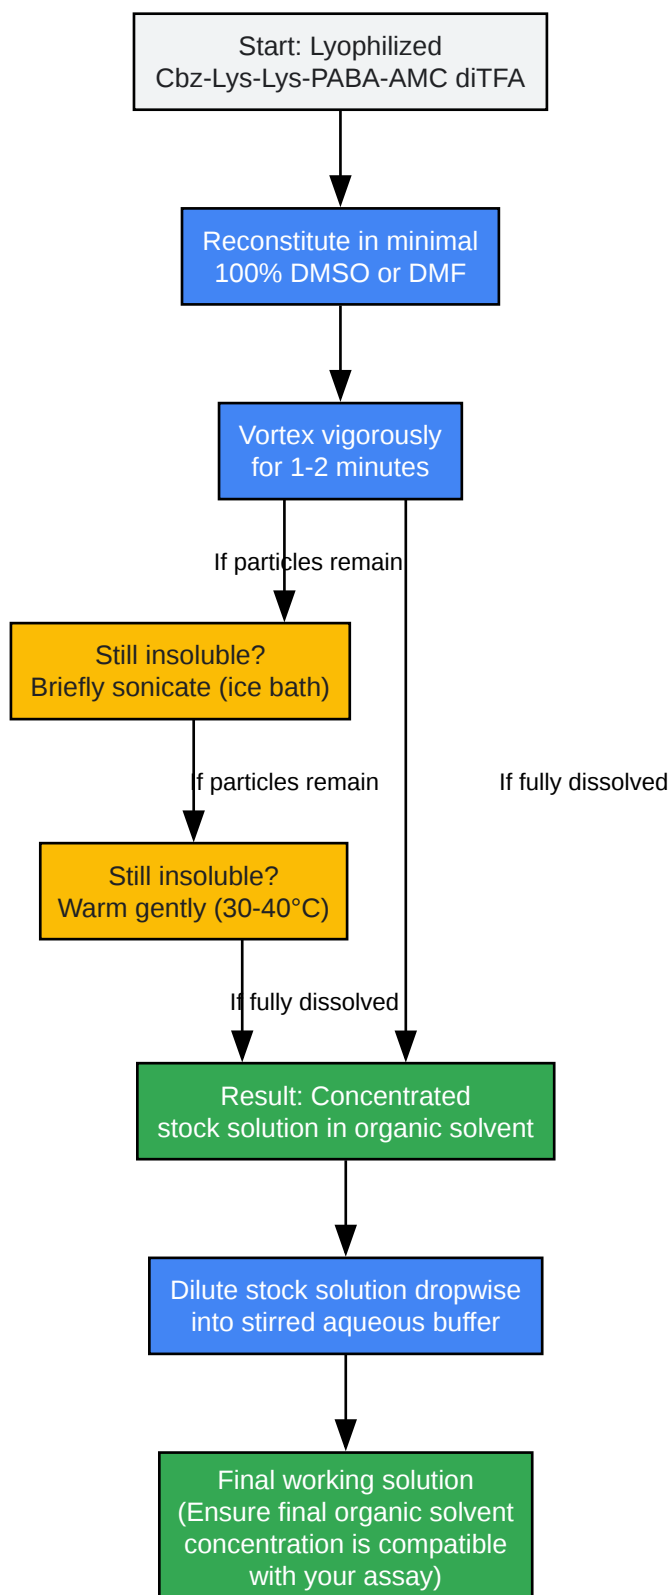 Start: Lyophilized
Cbz-Lys-Lys-PABA-AMC diTFA
Reconstitute in minimal
100% DMSO or DMF
Vortex vigorously
for 1-2 minutes
If particles remain
Still insoluble?
Briefly sonicate (ice bath)
If particles remain
If fully dissolved
Still insoluble?
Warm gently (30-40°C)
If fully dissolved
Result: Concentrated
stock solution in organic solvent
Dilute stock solution dropwise
into stirred aqueous buffer
Final working solution
(Ensure final organic solvent
concentration is compatible
with your assay)